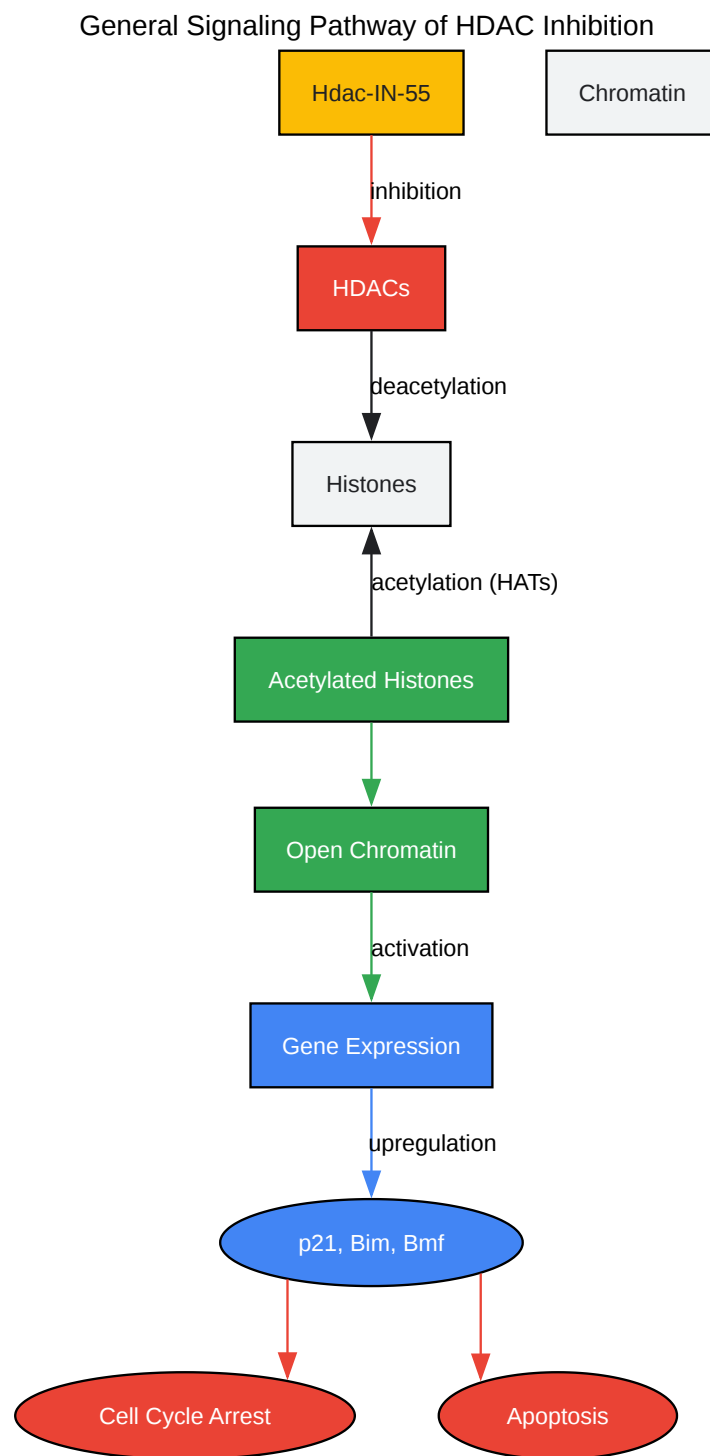 General Signaling Pathway of HDAC Inhibition
Hdac-IN-55
Chromatin
inhibition
HDACs
deacetylation
Histones
acetylation (HATs)
Acetylated Histones
Open Chromatin
activation
Gene Expression
upregulation
p21, Bim, Bmf
Cell Cycle Arrest
Apoptosis